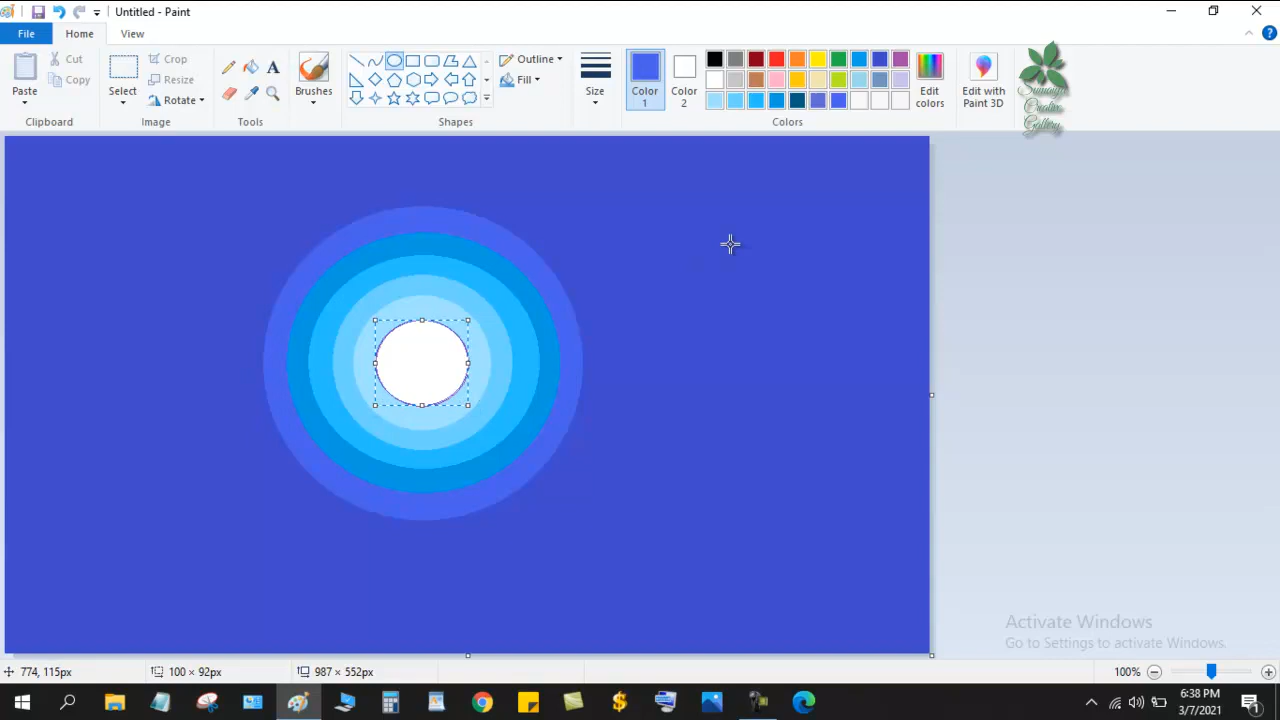 Untitled - Paint
File
Home
View
Paste
Cut
Copy
Clipboard
Select
Crop
Resize
Rotate
Image
A
Tools
Brushes
Outline
Fill
Shapes
Size
Color 1
Color 2
Edit colors
Colors
Edit with Paint 3D
Creative
Gallery
Activate Windows
Go to Settings to activate Windows.
774, 115px
100 × 92px
987 × 552px
100%
6:38 PM
3/7/2021